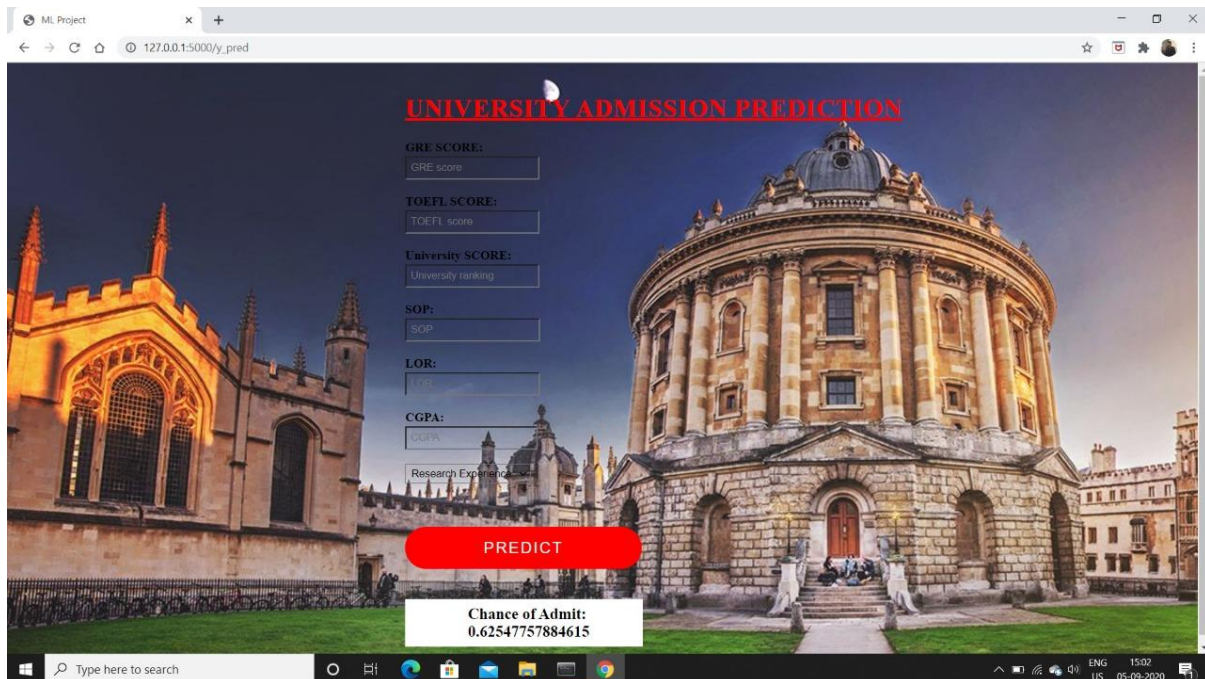 ML Project
127.0.0.1:5000/y_pred
UNIVERSITY ADMISSION PREDICTION
GRE SCORE:
GRE score
TOEFL SCORE:
TOEFL score
University SCORE:
University ranking
SOP:
SOP
LOR:
LOR
CGPA:
CGPA
Research Experience
PREDICT
Chance of Admit:
0.62547757884615
Type here to search
ENG 15:02
US 05-09-2020